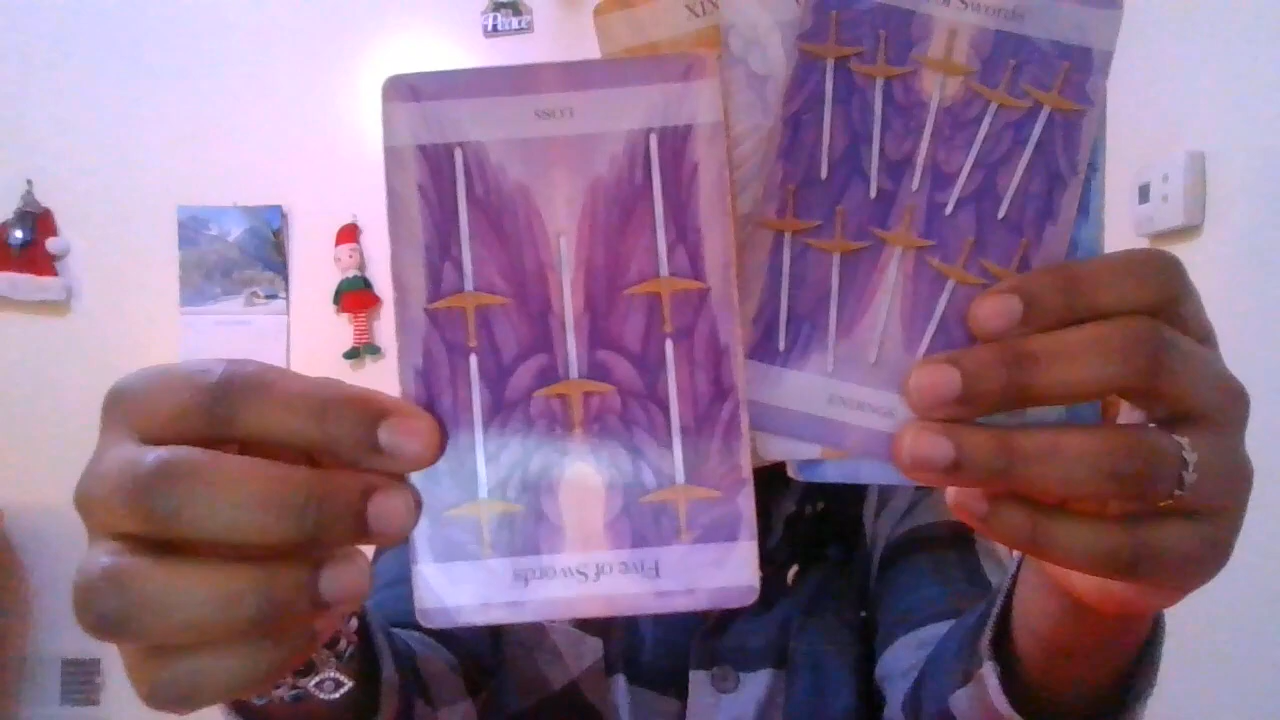 Peace
XIX
of Swords
LOSS
Five of Swords
ENDINGS